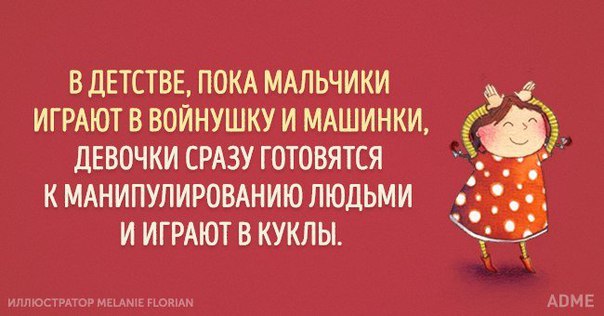 В ДЕТСТВЕ, ПОКА МАЛЬЧИКИ
ИГРАЮТ В ВОЙНУШКУ И МАШИНКИ,
ДЕВОЧКИ СРАЗУ ГОТОВЯТСЯ
К МАНИПУЛИРОВАНИЮ ЛЮДЬМИ
И ИГРАЮТ В КУКЛЫ.
ИЛЛЮСТРАТОР MELANIE FLORIAN
ADME